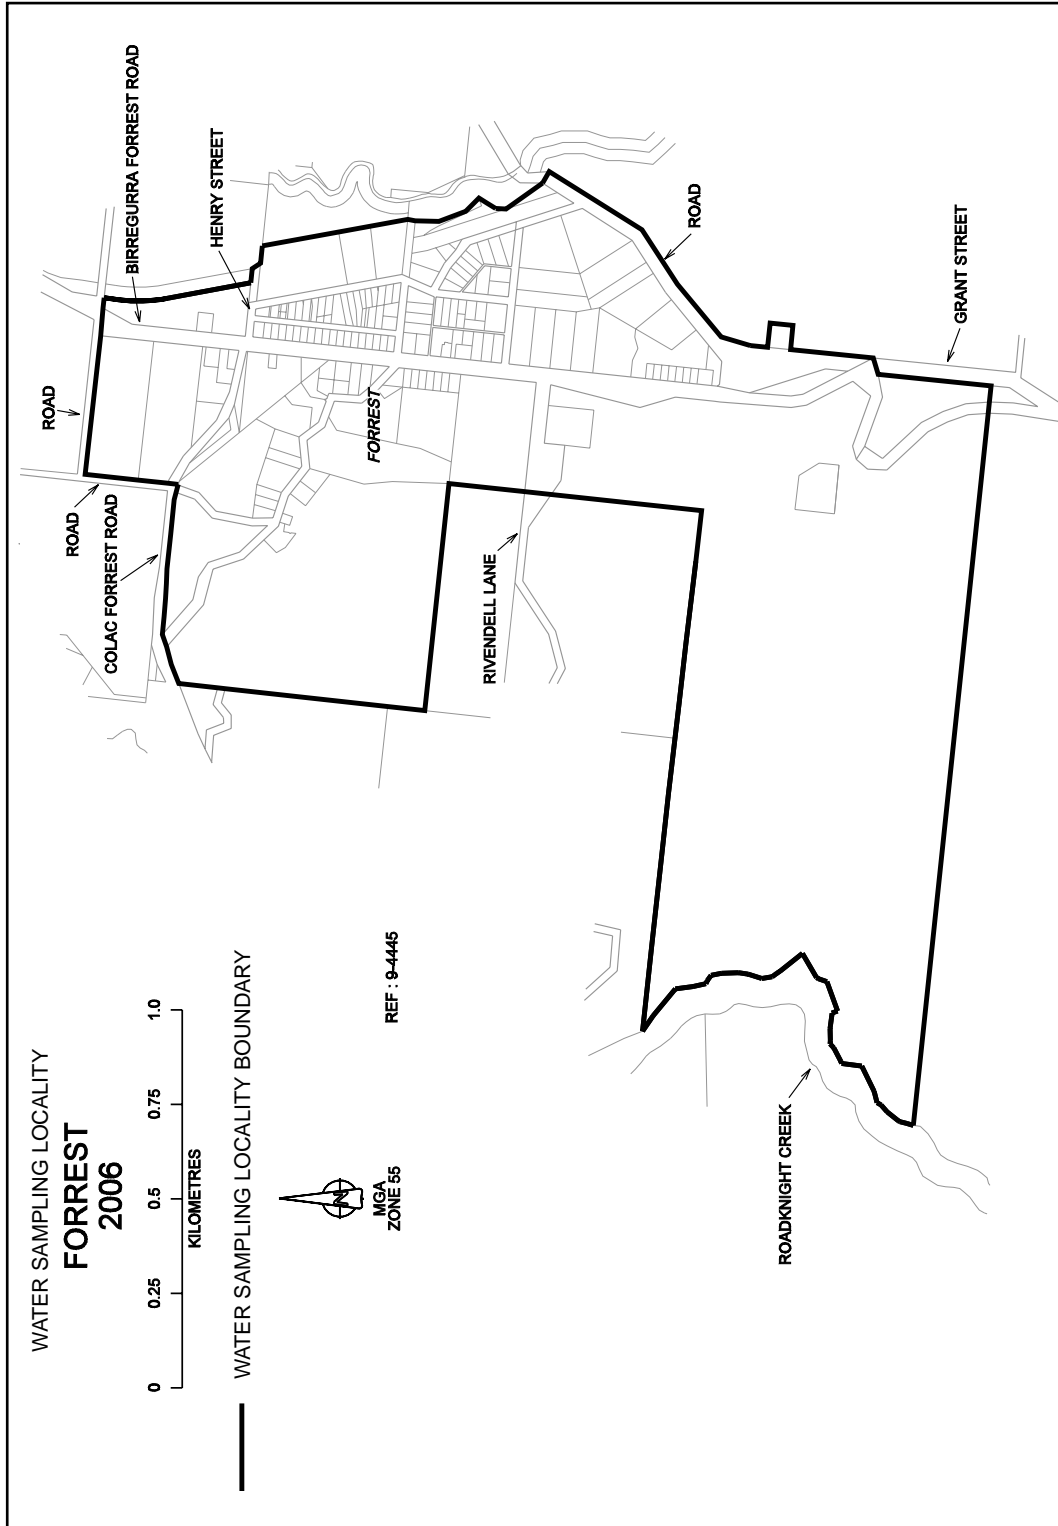 WATER SAMPLING LOCALITY
FORREST
2006
0
0.25
0.5
0.75
1.0
KILOMETRES
WATER SAMPLING LOCALITY BOUNDARY
N
MGA
ZONE 55
REF : 9-4445
ROAD
BIRREGURRA FORREST ROAD
HENRY STREET
ROAD
COLAC FORREST ROAD
FORREST
RIVENDELL LANE
ROAD
GRANT STREET
ROADKNIGHT CREEK